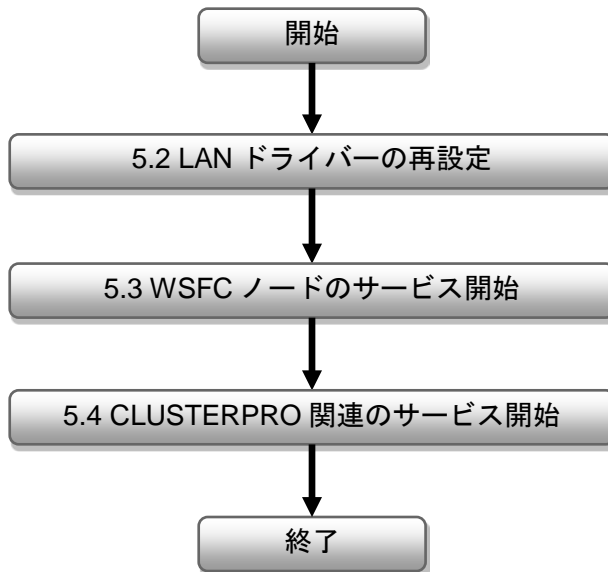 開始
5.2 LAN ドライバーの再設定
5.3 WSFC ノードのサービス開始
5.4 CLUSTERPRO 関連のサービス開始
終了